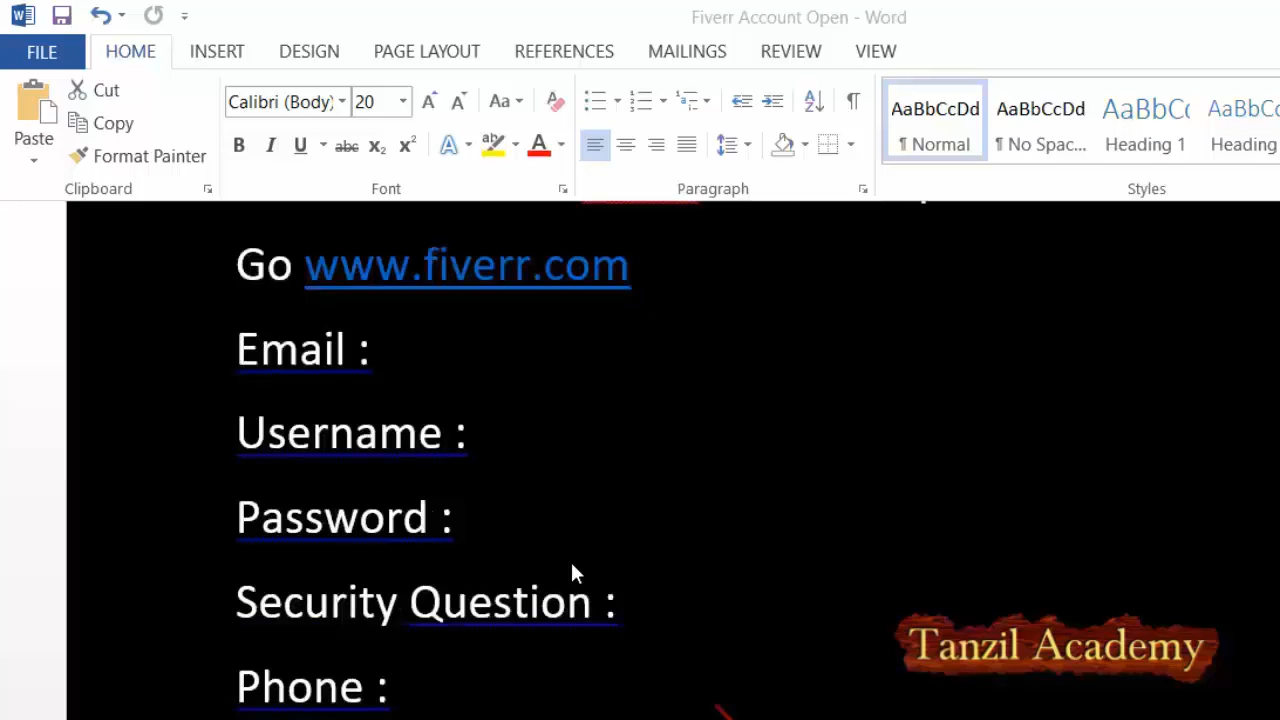 Fiverr Account Open - Word
FILE HOME INSERT DESIGN PAGE LAYOUT REFERENCES MAILINGS REVIEW VIEW
Paste
Cut
Copy
Format Painter
Clipboard
Calibri (Body) 20
Font
Paragraph
AaBbCcDd AaBbCcDd AaBbCc AaBbC
¶ Normal ¶ No Spac... Heading 1 Heading
Styles
Go www.fiverr.com
Email :
Username :
Password :
Security Question :
Phone :
Tanzil Academy